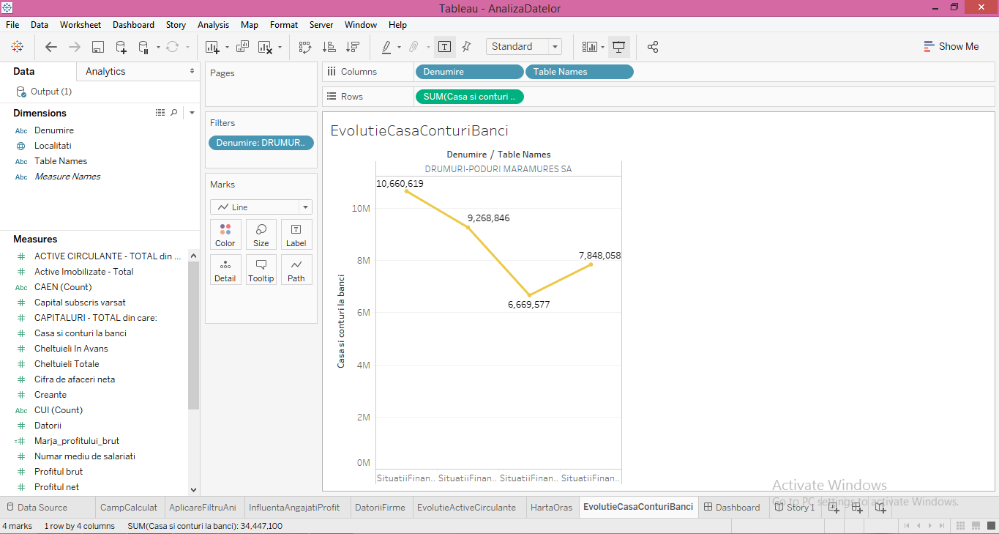 Tableau - AnalizaDatelor
File Data Worksheet Dashboard Story Analysis Map Format Server Window Help
Standard
Show Me
Data Analytics
Output (1)
Dimensions
Abc Denumire
Localitati
Abc Table Names
Abc Measure Names
Measures
ACTIVE CIRCULANTE - TOTAL din ...
Active Imobilizate - Total
Abc CAEN (Count)
Capital subscris varsat
CAPITALURI - TOTAL din care:
Casa si conturi la banci
Cheltuieli In Avans
Cheltuieli Totale
Cifra de afaceri neta
Creante
Abc CUI (Count)
Datorii
Marja_profitului_brut
Numar mediu de salariati
Profitul brut
Profitul net
Pages
Filters
Denumire: DRUMUR..
Marks
Line
Color Size Label
Detail Tooltip Path
Columns Denumire Table Names
Rows SUM(Casa si conturi ..
EvolutieCasaConturiBanci
Denumire / Table Names
DRUMURI-PODURI MARAMURES SA
10,660,619
9,268,846
7,848,058
6,669,577
10M
8M
6M
4M
2M
0M
Casa si conturi la banci
SituatiiFinan.. SituatiiFinan.. SituatiiFinan.. SituatiiFinan..
Activate Windows
Go to PC settings to activate Windows.
Data Source CampCalculat AplicareFiltruAni InfluentaAngajatiProfit DatoriiFirme EvolutieActiveCirculante HartaOras EvolutieCasaConturiBanci Dashboard Story 1
4 marks 1 row by 4 columns SUM(Casa si conturi la banci): 34,447,100